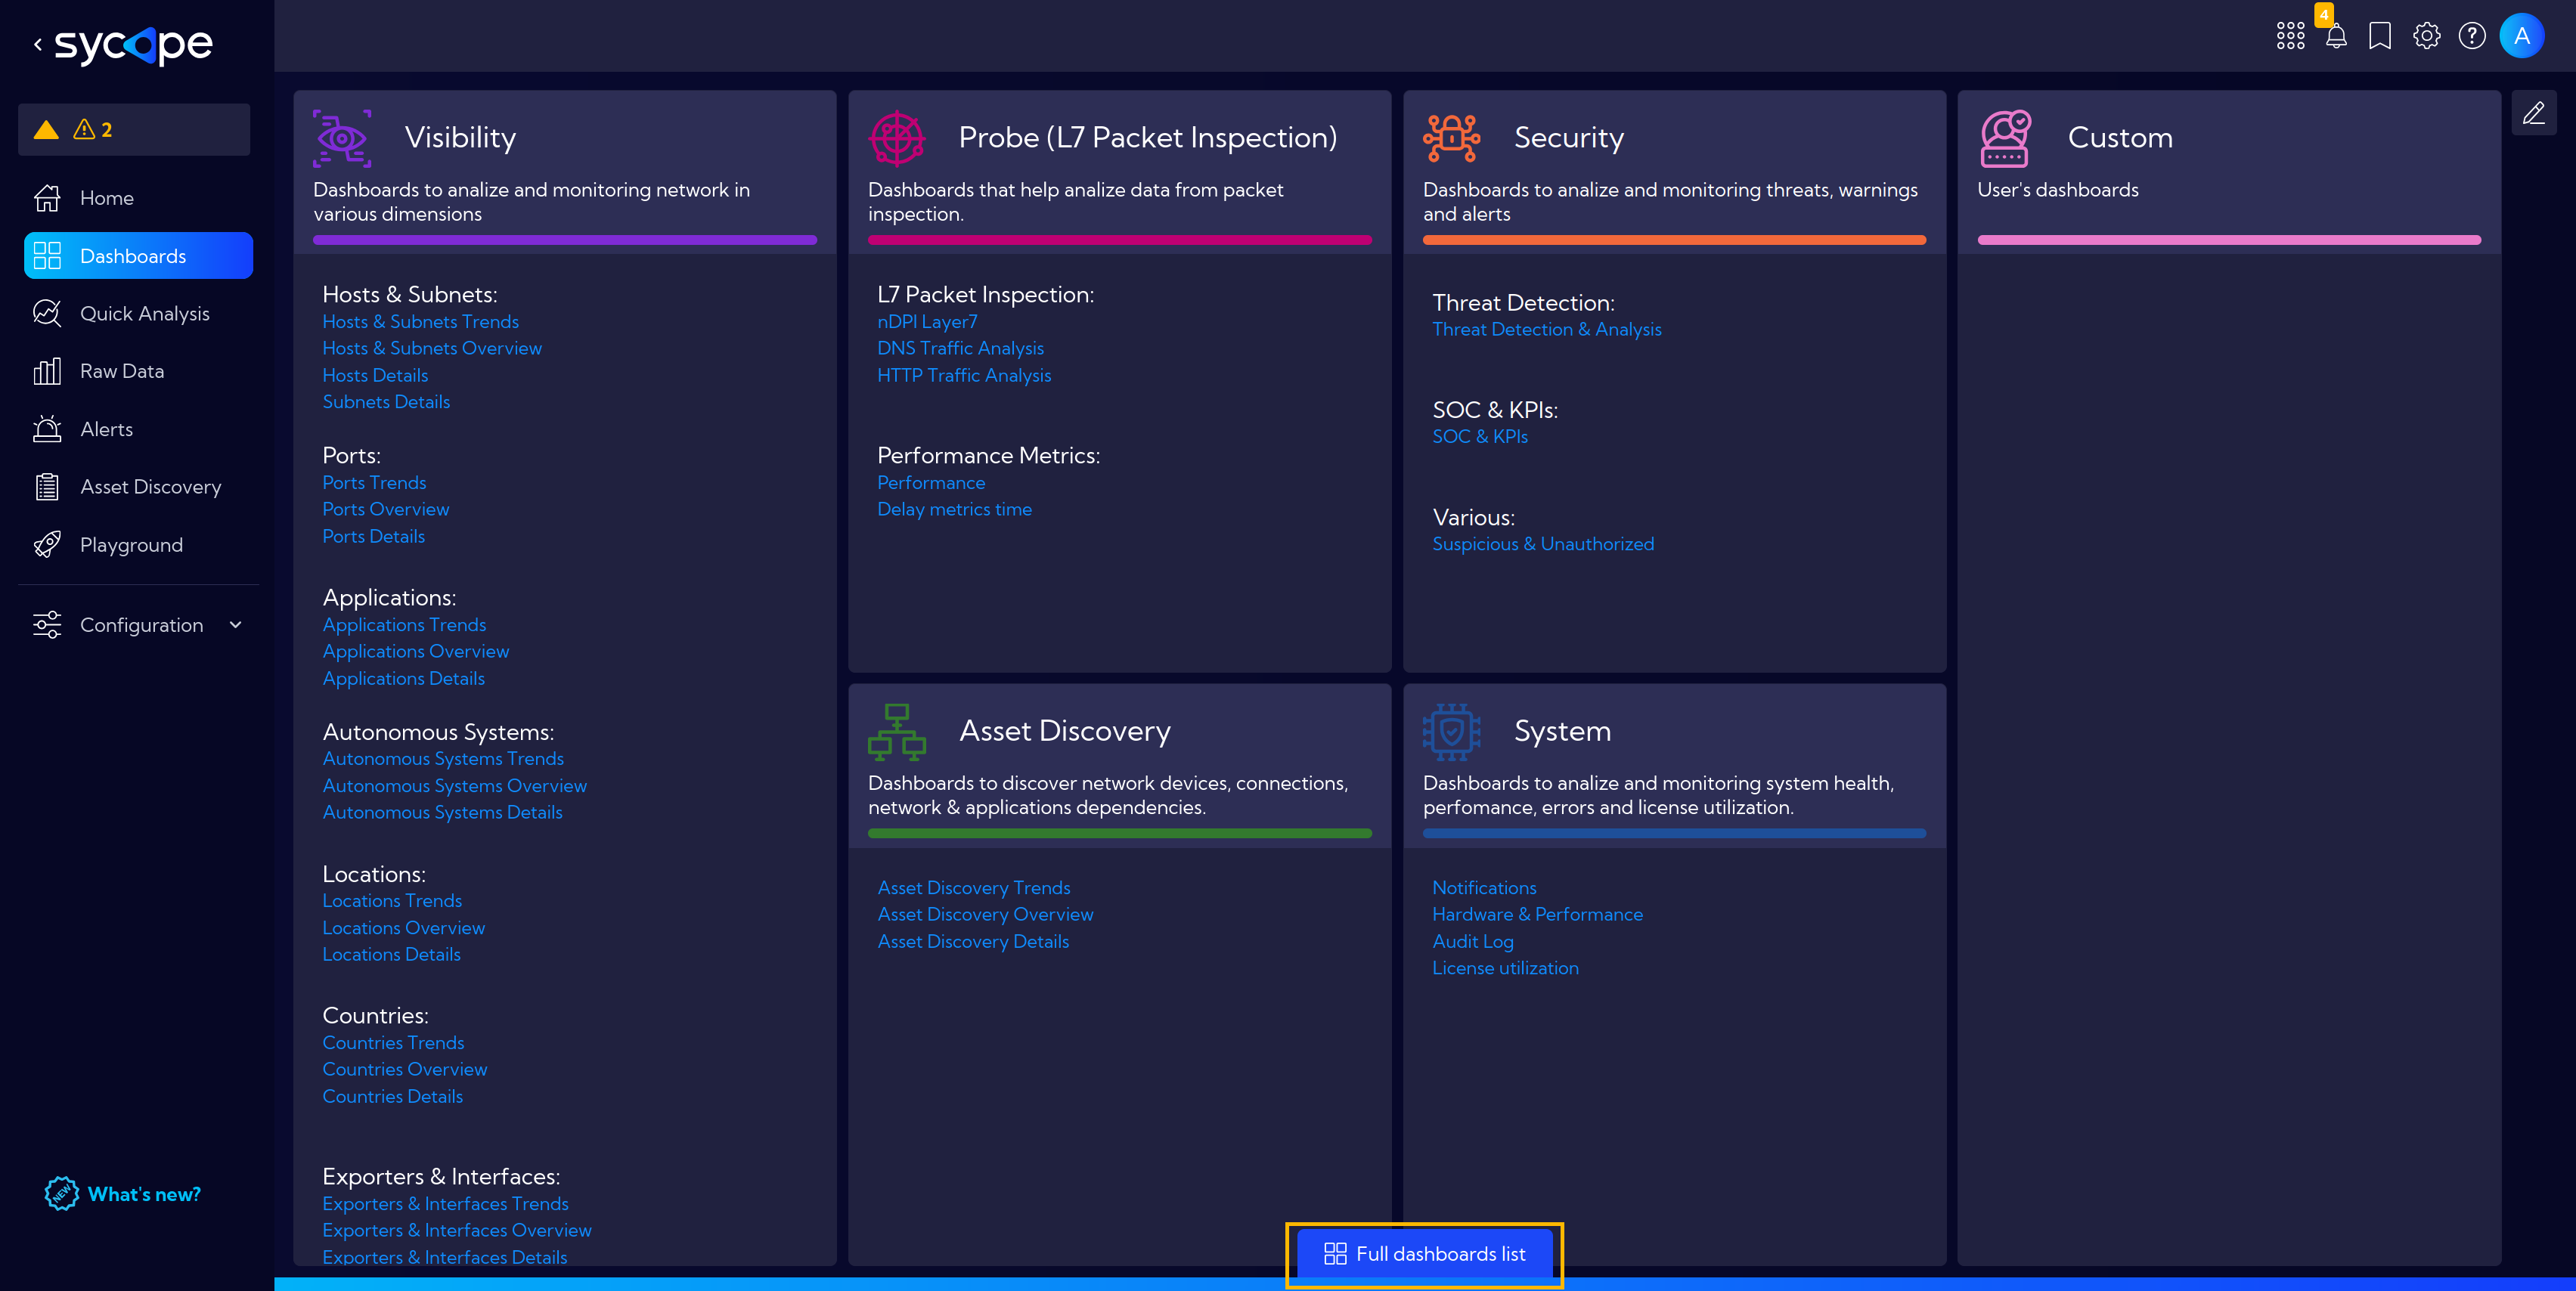 sycope
4
A
2
Home
Dashboards
Quick Analysis
Raw Data
Alerts
Asset Discovery
Playground
Configuration
NEW
What's new?
Visibility
Dashboards to analize and monitoring network in
various dimensions
Hosts & Subnets:
Hosts & Subnets Trends
Hosts & Subnets Overview
Hosts Details
Subnets Details
Ports:
Ports Trends
Ports Overview
Ports Details
Applications:
Applications Trends
Applications Overview
Applications Details
Autonomous Systems:
Autonomous Systems Trends
Autonomous Systems Overview
Autonomous Systems Details
Locations:
Locations Trends
Locations Overview
Locations Details
Countries:
Countries Trends
Countries Overview
Countries Details
Exporters & Interfaces:
Exporters & Interfaces Trends
Exporters & Interfaces Overview
Exporters & Interfaces Details
Probe (L7 Packet Inspection)
Dashboards that help analize data from packet
inspection.
L7 Packet Inspection:
nDPI Layer7
DNS Traffic Analysis
HTTP Traffic Analysis
Performance Metrics:
Performance
Delay metrics time
Security
Dashboards to analize and monitoring threats, warnings
and alerts
Threat Detection:
Threat Detection & Analysis
SOC & KPIs:
SOC & KPIs
Various:
Suspicious & Unauthorized
Custom
User's dashboards
Asset Discovery
Dashboards to discover network devices, connections,
network & applications dependencies.
Asset Discovery Trends
Asset Discovery Overview
Asset Discovery Details
System
Dashboards to analize and monitoring system health,
perfomance, errors and license utilization.
Notifications
Hardware & Performance
Audit Log
License utilization
Full dashboards list